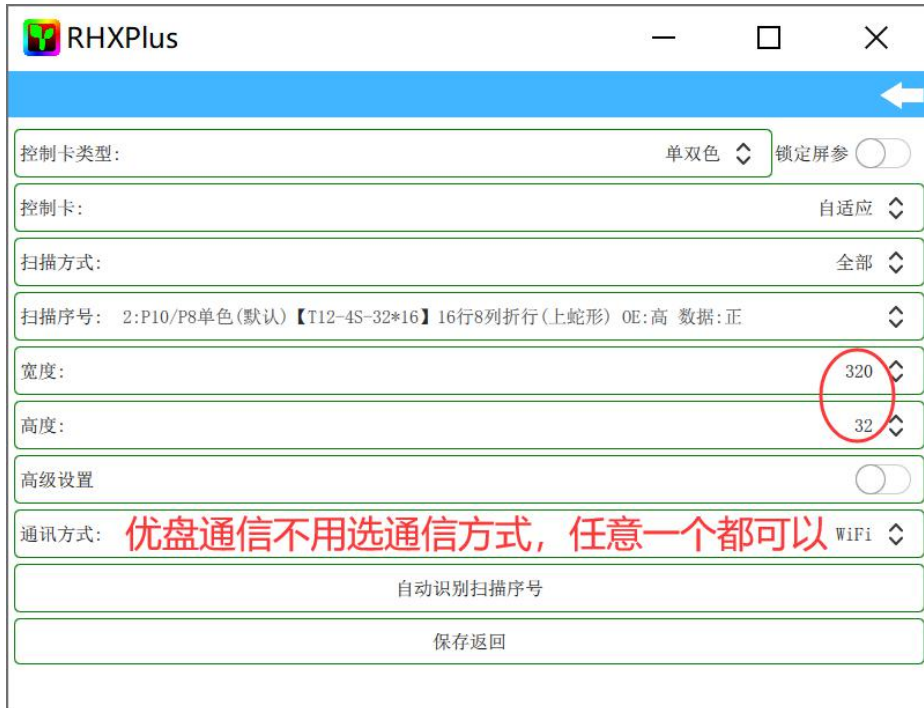 RHXPlus
控制卡类型: 单双色 锁定屏参
控制卡: 自适应
扫描方式: 全部
扫描序号: 2:P10/P8单色(默认)【T12-4S-32*16】16行8列折行(上蛇形) OE:高 数据:正
宽度: 320
高度: 32
高级设置
通讯方式: 优盘通信不用选通信方式，任意一个都可以 WiFi
自动识别扫描序号
保存返回